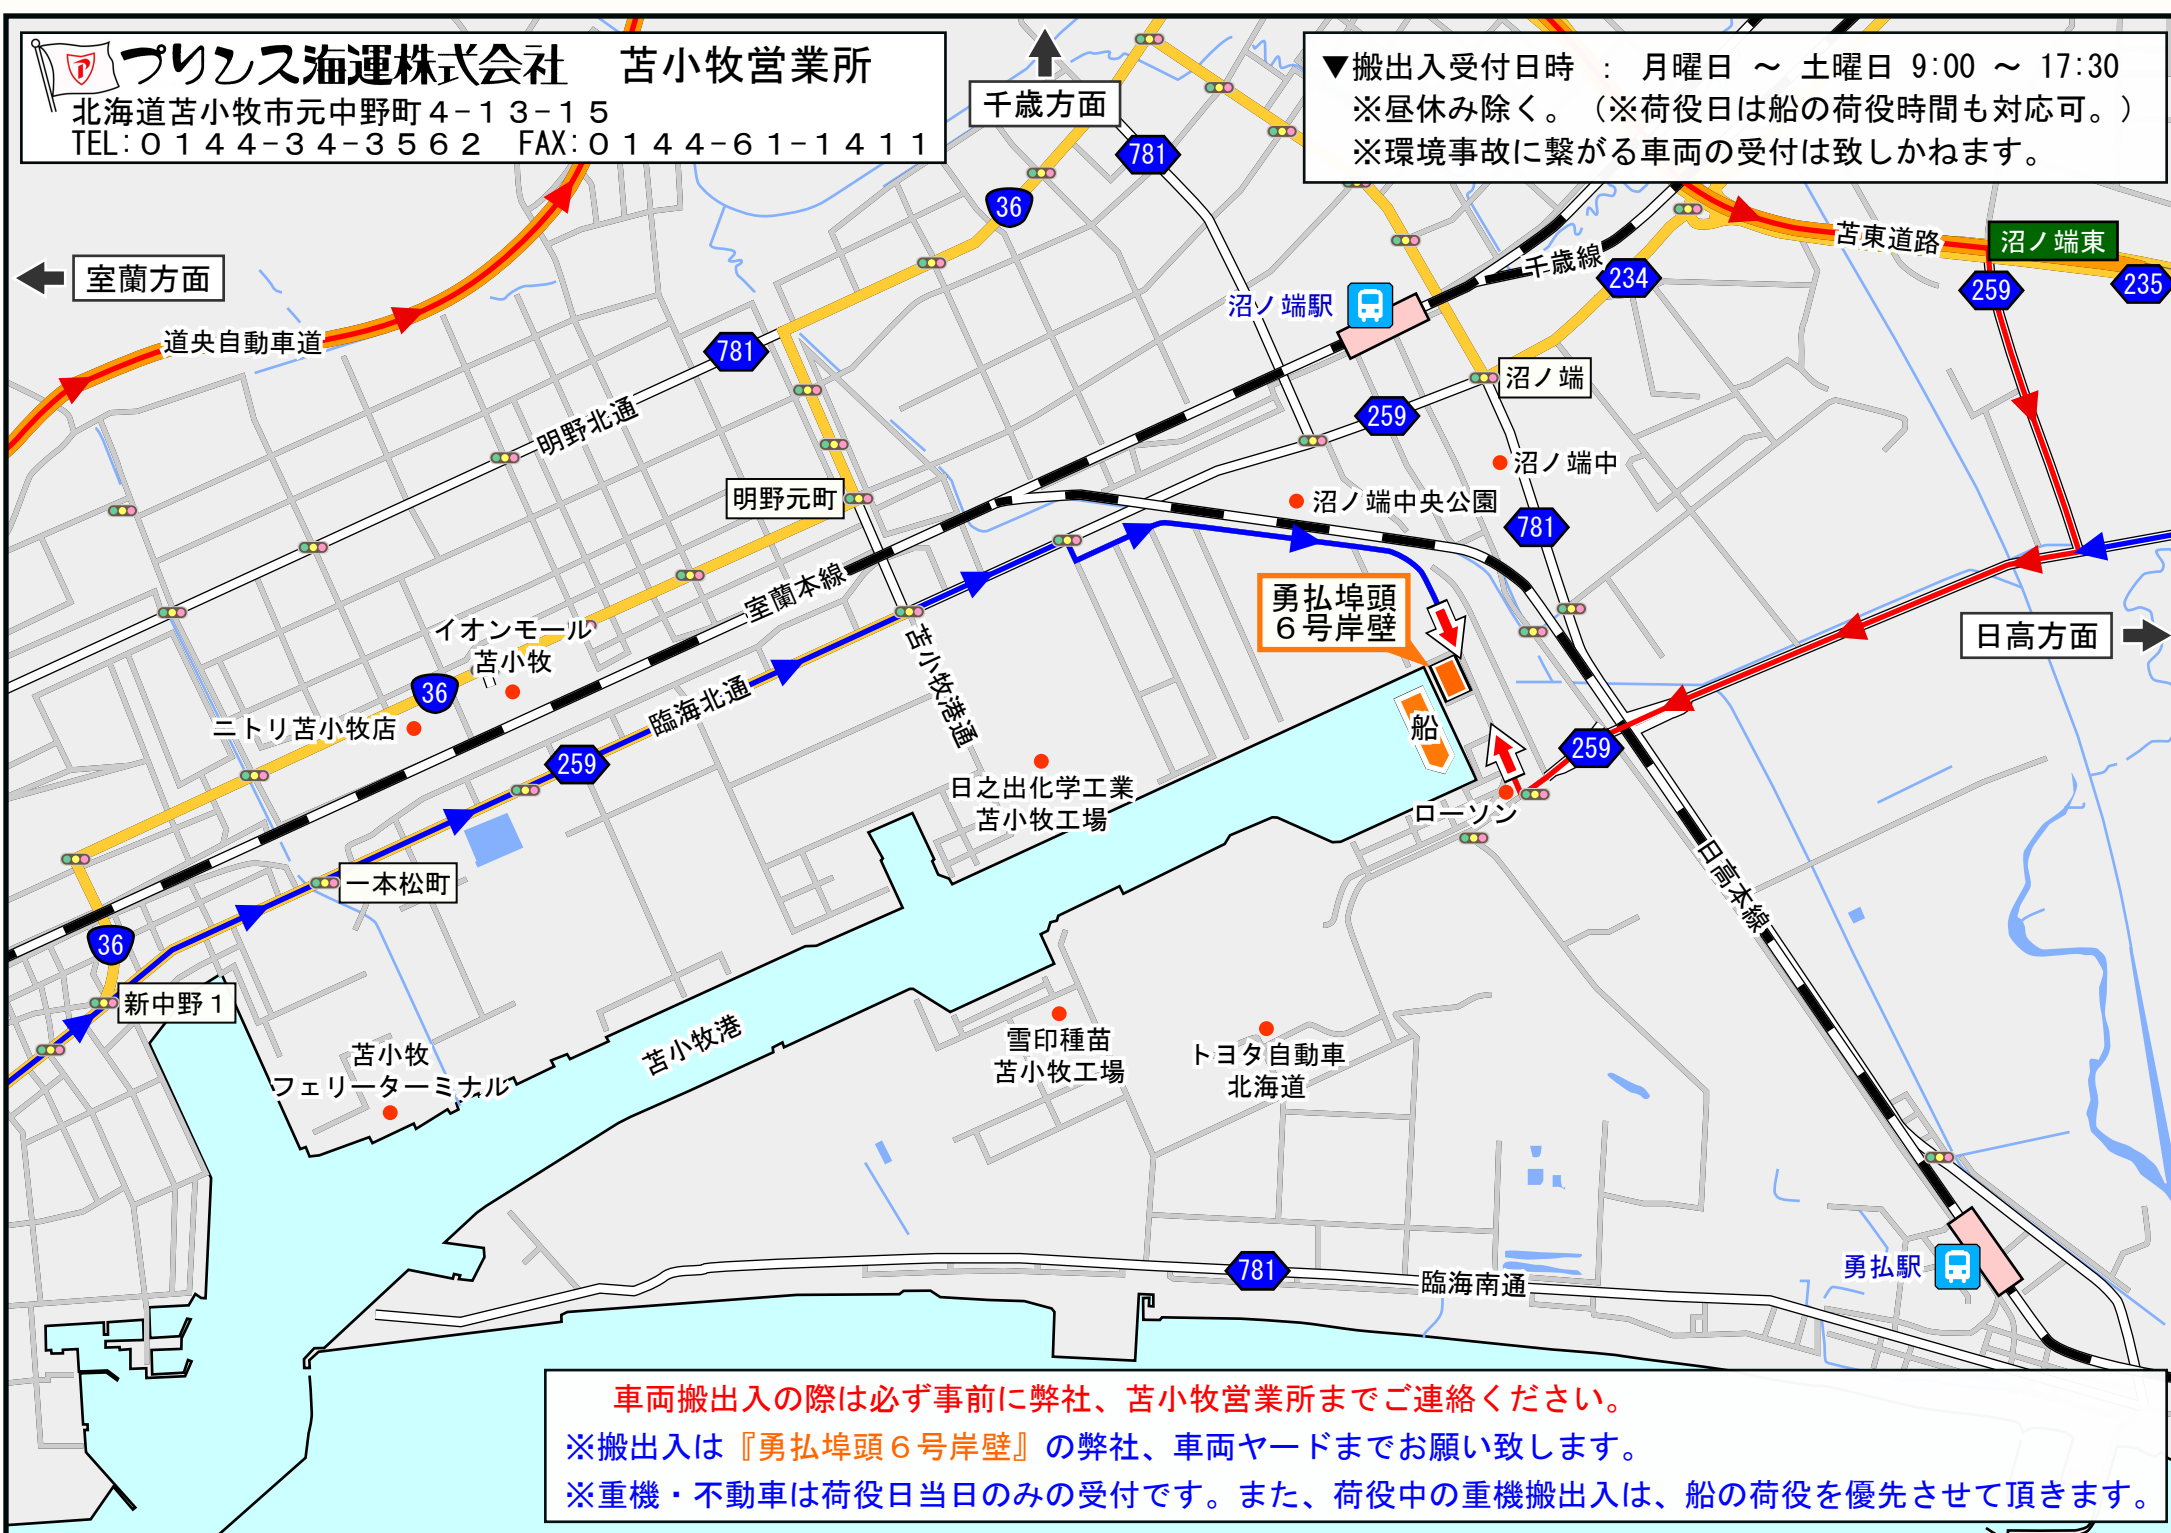 プリンス海運株式会社　苫小牧営業所
北海道苫小牧市元中野町４−１３−１５
TEL:０１４４−３４−３５６２　FAX:０１４４−６１−１４１１
千歳方面
▼搬出入受付日時　：　月曜日　～　土曜日　9:00　～　17:30
※昼休み除く。（※荷役日は船の荷役時間も対応可。）
※環境事故に繋がる車両の受付は致しかねます。
781
36
室蘭方面
苫東道路
沼ノ端東
千歳線
234
259
235
沼ノ端駅
道央自動車道
781
沼ノ端
259
明野北通
沼ノ端中
明野元町
沼ノ端中央公園
781
室蘭本線
勇払埠頭
６号岸壁
イオンモール
苫小牧
日高方面
36
ニトリ苫小牧店
臨海北通
苫小牧港通
船
259
259
日之出化学工業
苫小牧工場
ローソン
一本松町
日高本線
36
新中野１
苫小牧港
苫小牧
フェリーターミナル
雪印種苗
苫小牧工場
トヨタ自動車
北海道
781
臨海南通
勇払駅
車両搬出入の際は必ず事前に弊社、苫小牧営業所までご連絡ください。
※搬出入は『勇払埠頭６号岸壁』の弊社、車両ヤードまでお願い致します。
※重機・不動車は荷役日当日のみの受付です。また、荷役中の重機搬出入は、船の荷役を優先させて頂きます。